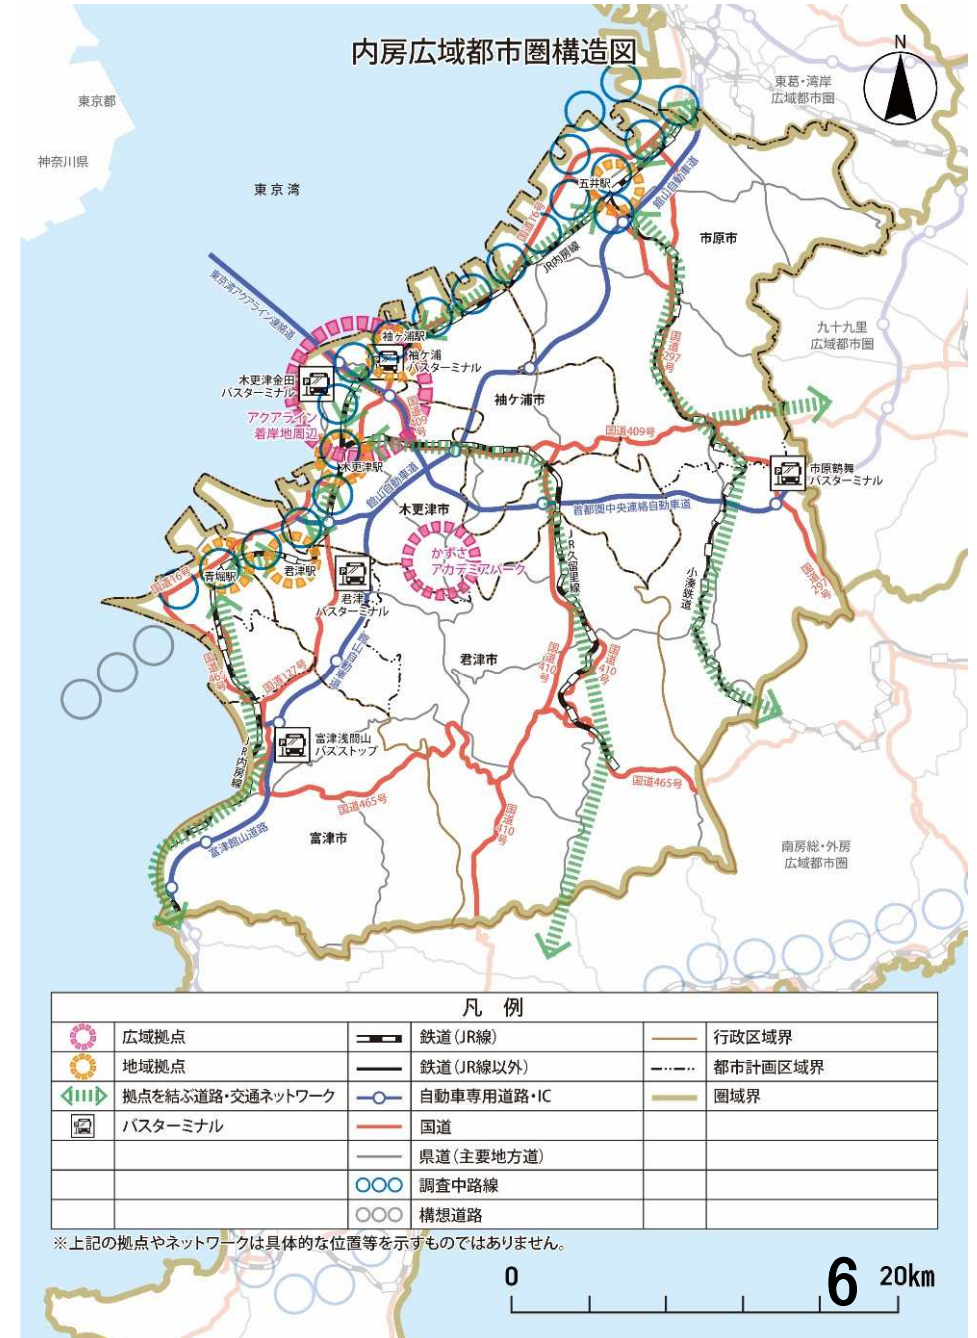 内房広域都市圏構造図
N
東京都
神奈川県
東京湾
東葛・湾岸
広域都市圏
五井駅
国道16号
館山自動車道
市原市
JR内房線
東京湾アクアライン連絡道
九十九里
広域都市圏
国道297号
袖ヶ浦駅
袖ケ浦
バスターミナル
木更津金田
バスターミナル
アクアライン
着岸地周辺
国道409号
袖ケ浦市
国道409号
木更津駅
館山自動車道
市原鶴舞
バスターミナル
木更津市
首都圏中央連絡自動車道
かずさ
アカデミアパーク
JR久留里線
小湊鉄道
国道297号
国道16号
青堀駅
君津駅
君津
バスターミナル
館山自動車道
国道465号
国道127号
君津市
国道410号
国道410号
JR内房線
富津浅間山
バスストップ
国道465号
国道465号
国道410号
富津館山道路
富津市
南房総・外房
広域都市圏
凡 例
広域拠点 鉄道(JR線) 行政区域界
地域拠点 鉄道(JR線以外) 都市計画区域界
拠点を結ぶ道路・交通ネットワーク 自動車専用道路・IC 圏域界
バスターミナル 国道
県道(主要地方道)
調査中路線
構想道路
※上記の拠点やネットワークは具体的な位置等を示すものではありません。
0 6 20km